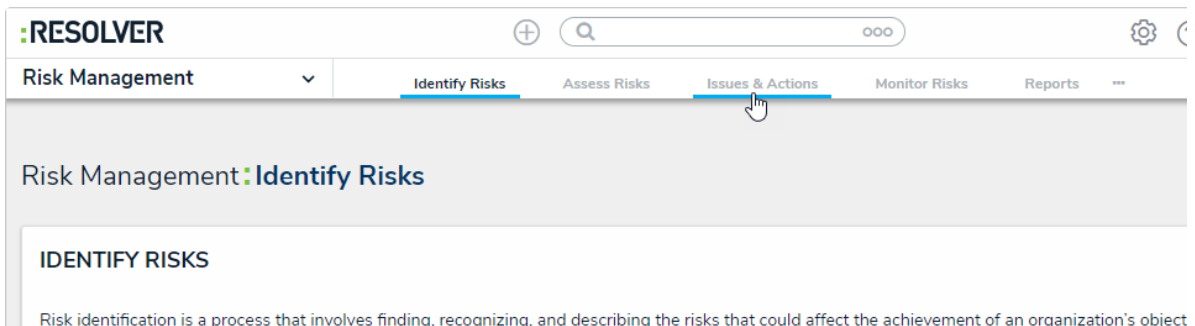 :RESOLVER
Risk Management
Identify Risks Assess Risks Issues & Actions Monitor Risks Reports
Risk Management:Identify Risks
IDENTIFY RISKS
Risk identification is a process that involves finding, recognizing, and describing the risks that could affect the achievement of an organization's object